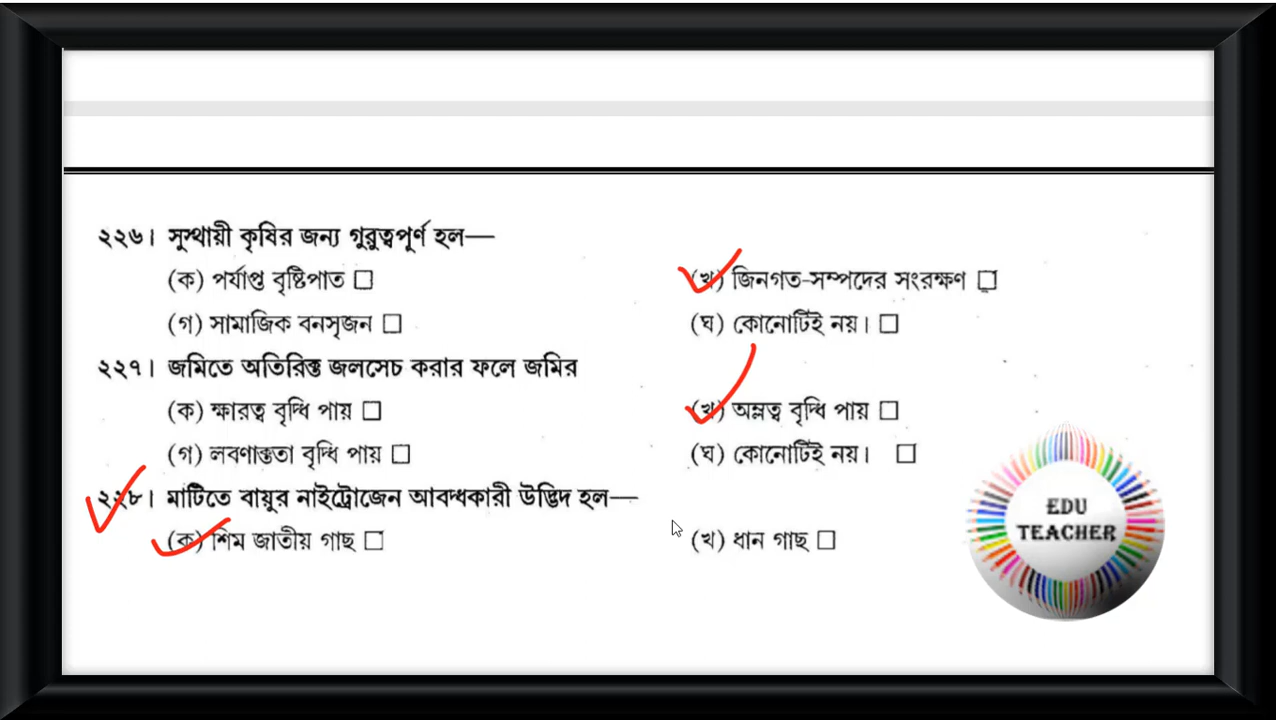 ২২৬। সুস্থায়ী কৃষির জন্য গুরুত্বপূর্ণ হল—
(ক) পর্যাপ্ত বৃষ্টিপাত □ (খ) জিনগত-সম্পদের সংরক্ষণ □
(গ) সামাজিক বনসৃজন □ (ঘ) কোনোটিই নয়। □
২২৭। জমিতে অতিরিক্ত জলসেচ করার ফলে জমির
(ক) ক্ষারত্ব বৃদ্ধি পায় □ (খ) অম্লত্ব বৃদ্ধি পায় □
(গ) লবণাক্ততা বৃদ্ধি পায় □ (ঘ) কোনোটিই নয়। □
২২৮। মাটিতে বায়ুর নাইট্রোজেন আবদ্ধকারী উদ্ভিদ হল—
(ক) শিম জাতীয় গাছ □ (খ) ধান গাছ □
EDU
TEACHER